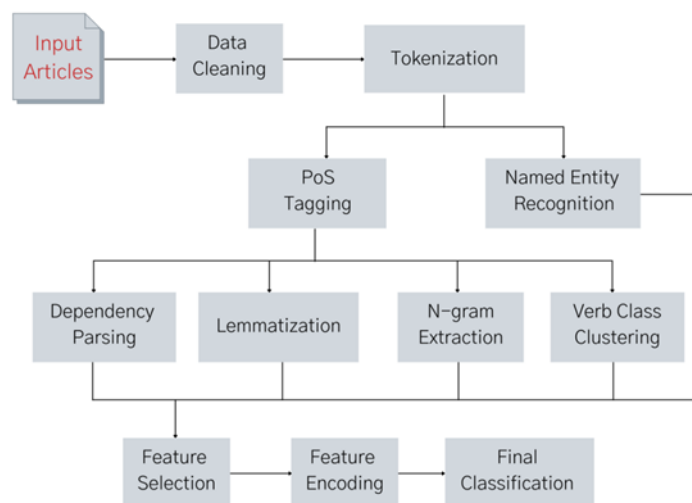 Input
Articles
Data
Cleaning
Tokenization
PoS
Tagging
Named Entity
Recognition
Dependency
Parsing
Lemmatization
N-gram
Extraction
Verb Class
Clustering
Feature
Selection
Feature
Encoding
Final
Classification